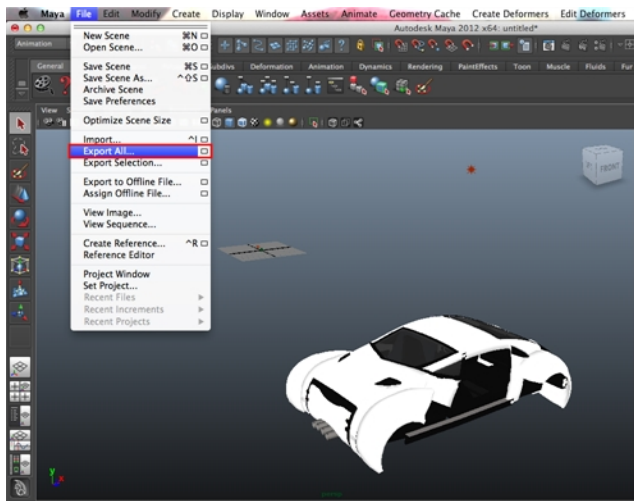 Maya File Edit Modify Create Display Window Assets Animate Geometry Cache Create Deformers Edit Deformers
Autodesk Maya 2012 x64: untitled*
Animation
General Subdivs Deformation Animation Dynamics Rendering PaintEffects Toon Muscle Fluids Fur
View Panels
New Scene ⌘N
Open Scene... ⌘O
Save Scene ⌘S
Save Scene As... ^⇧S
Archive Scene
Save Preferences
Optimize Scene Size
Import... ^I
Export All...
Export Selection...
Export to Offline File...
Assign Offline File...
View Image...
View Sequence...
Create Reference... ^R
Reference Editor
Project Window
Set Project...
Recent Files
Recent Increments
Recent Projects
FRONT
y
x